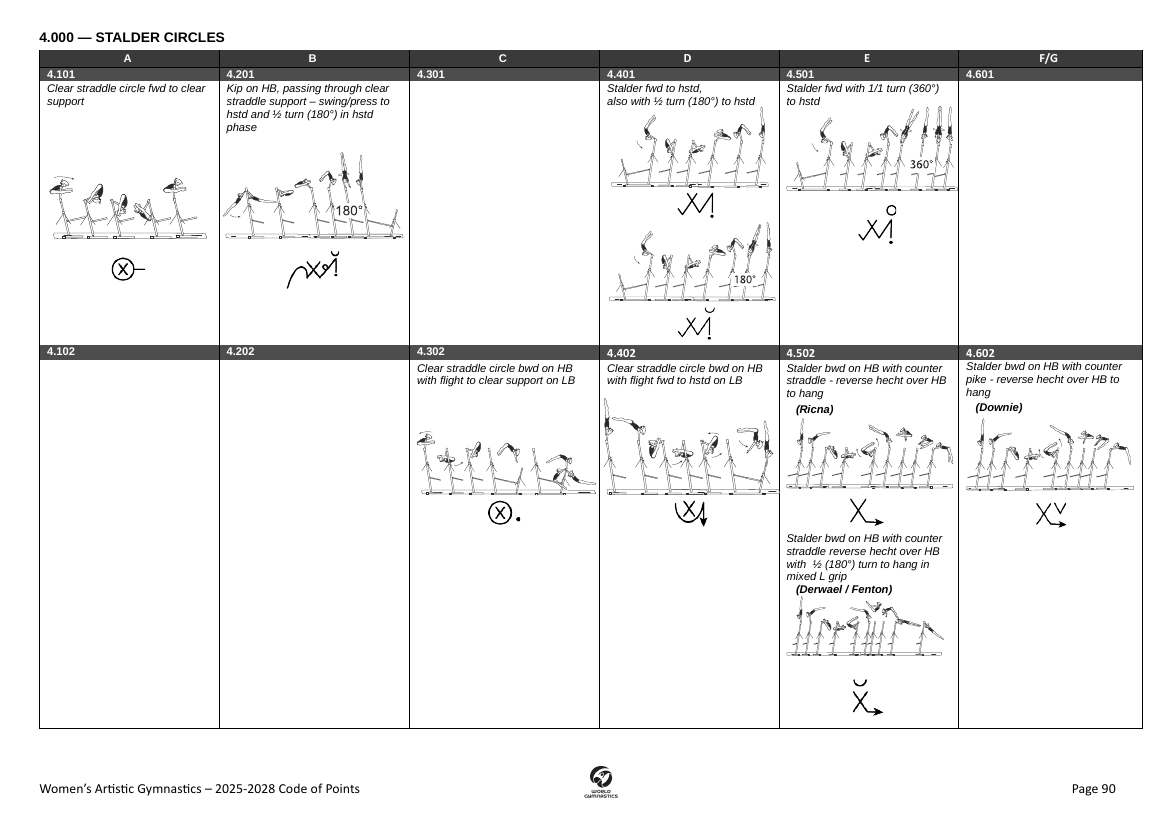 4.000 — STALDER CIRCLES
A B C D E F/G
4.101 4.201 4.301 4.401 4.501 4.601
Clear straddle circle fwd to clear
support
Kip on HB, passing through clear
straddle support – swing/press to
hstd and ½ turn (180°) in hstd
phase
180°
Stalder fwd to hstd,
also with ½ turn (180°) to hstd
180°
Stalder fwd with 1/1 turn (360°)
to hstd
360°
4.102 4.202 4.302 4.402 4.502 4.602
Clear straddle circle bwd on HB
with flight to clear support on LB
Clear straddle circle bwd on HB
with flight fwd to hstd on LB
Stalder bwd on HB with counter
straddle - reverse hecht over HB
to hang
(Ricna)
Stalder bwd on HB with counter
straddle reverse hecht over HB
with ½ (180°) turn to hang in
mixed L grip
(Derwael / Fenton)
Stalder bwd on HB with counter
pike - reverse hecht over HB to
hang
(Downie)
Women's Artistic Gymnastics – 2025-2028 Code of Points
WORLD
GYMNASTICS
Page 90